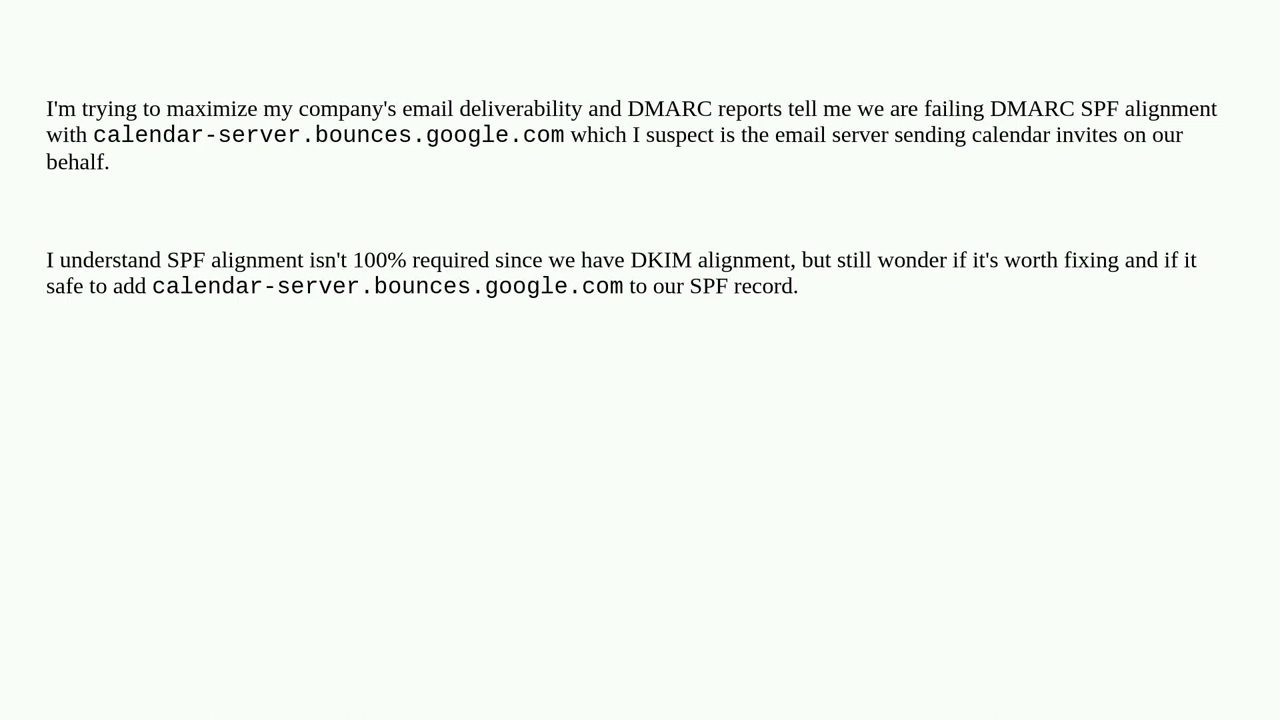 I'm trying to maximize my company's email deliverability and DMARC reports tell me we are failing DMARC SPF alignment
with calendar-server.bounces.google.com which I suspect is the email server sending calendar invites on our
behalf.
I understand SPF alignment isn't 100% required since we have DKIM alignment, but still wonder if it's worth fixing and if it
safe to add calendar-server.bounces.google.com to our SPF record.